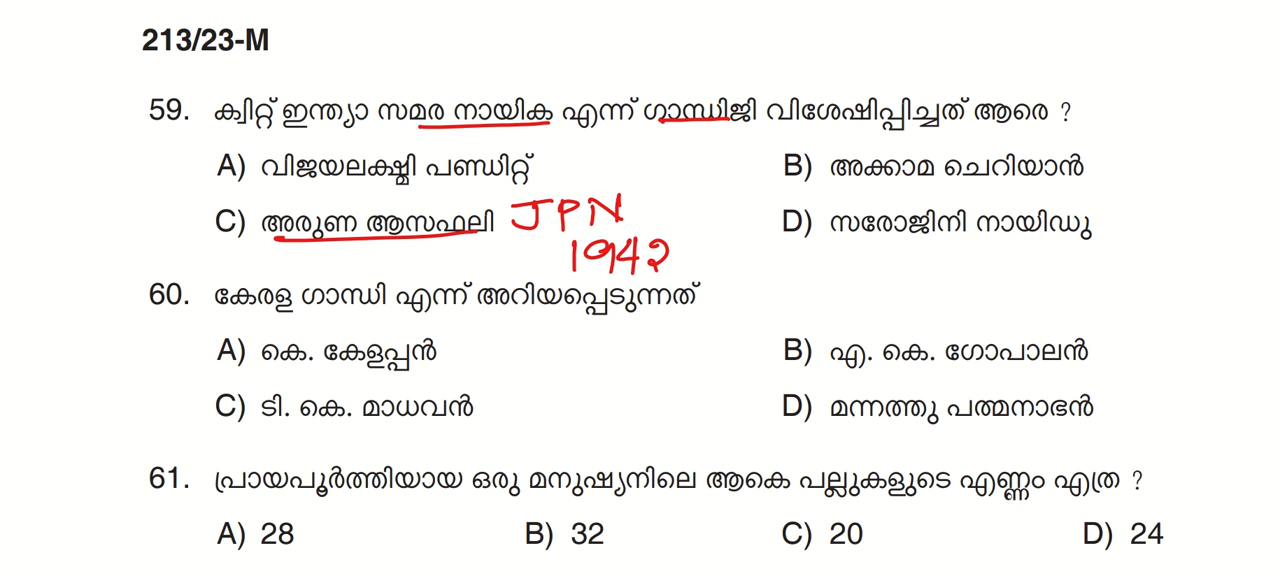 213/23-M
59. ക്വിറ്റ് ഇന്ത്യാ സമര നായിക എന്ന് ഗാന്ധിജി വിശേഷിപ്പിച്ചത് ആരെ ?
A) വിജയലക്ഷ്മി പണ്ഡിറ്റ് B) അക്കാമ ചെറിയാൻ
C) അരുണ ആസഫലി JPN D) സരോജിനി നായിഡു
1942
60. കേരള ഗാന്ധി എന്ന് അറിയപ്പെടുന്നത്
A) കെ. കേളപ്പൻ B) എ. കെ. ഗോപാലൻ
C) ടി. കെ. മാധവൻ D) മന്നത്തു പത്മനാഭൻ
61. പ്രായപൂർത്തിയായ ഒരു മനുഷ്യനിലെ ആകെ പല്ലുകളുടെ എണ്ണം എത്ര ?
A) 28 B) 32 C) 20 D) 24